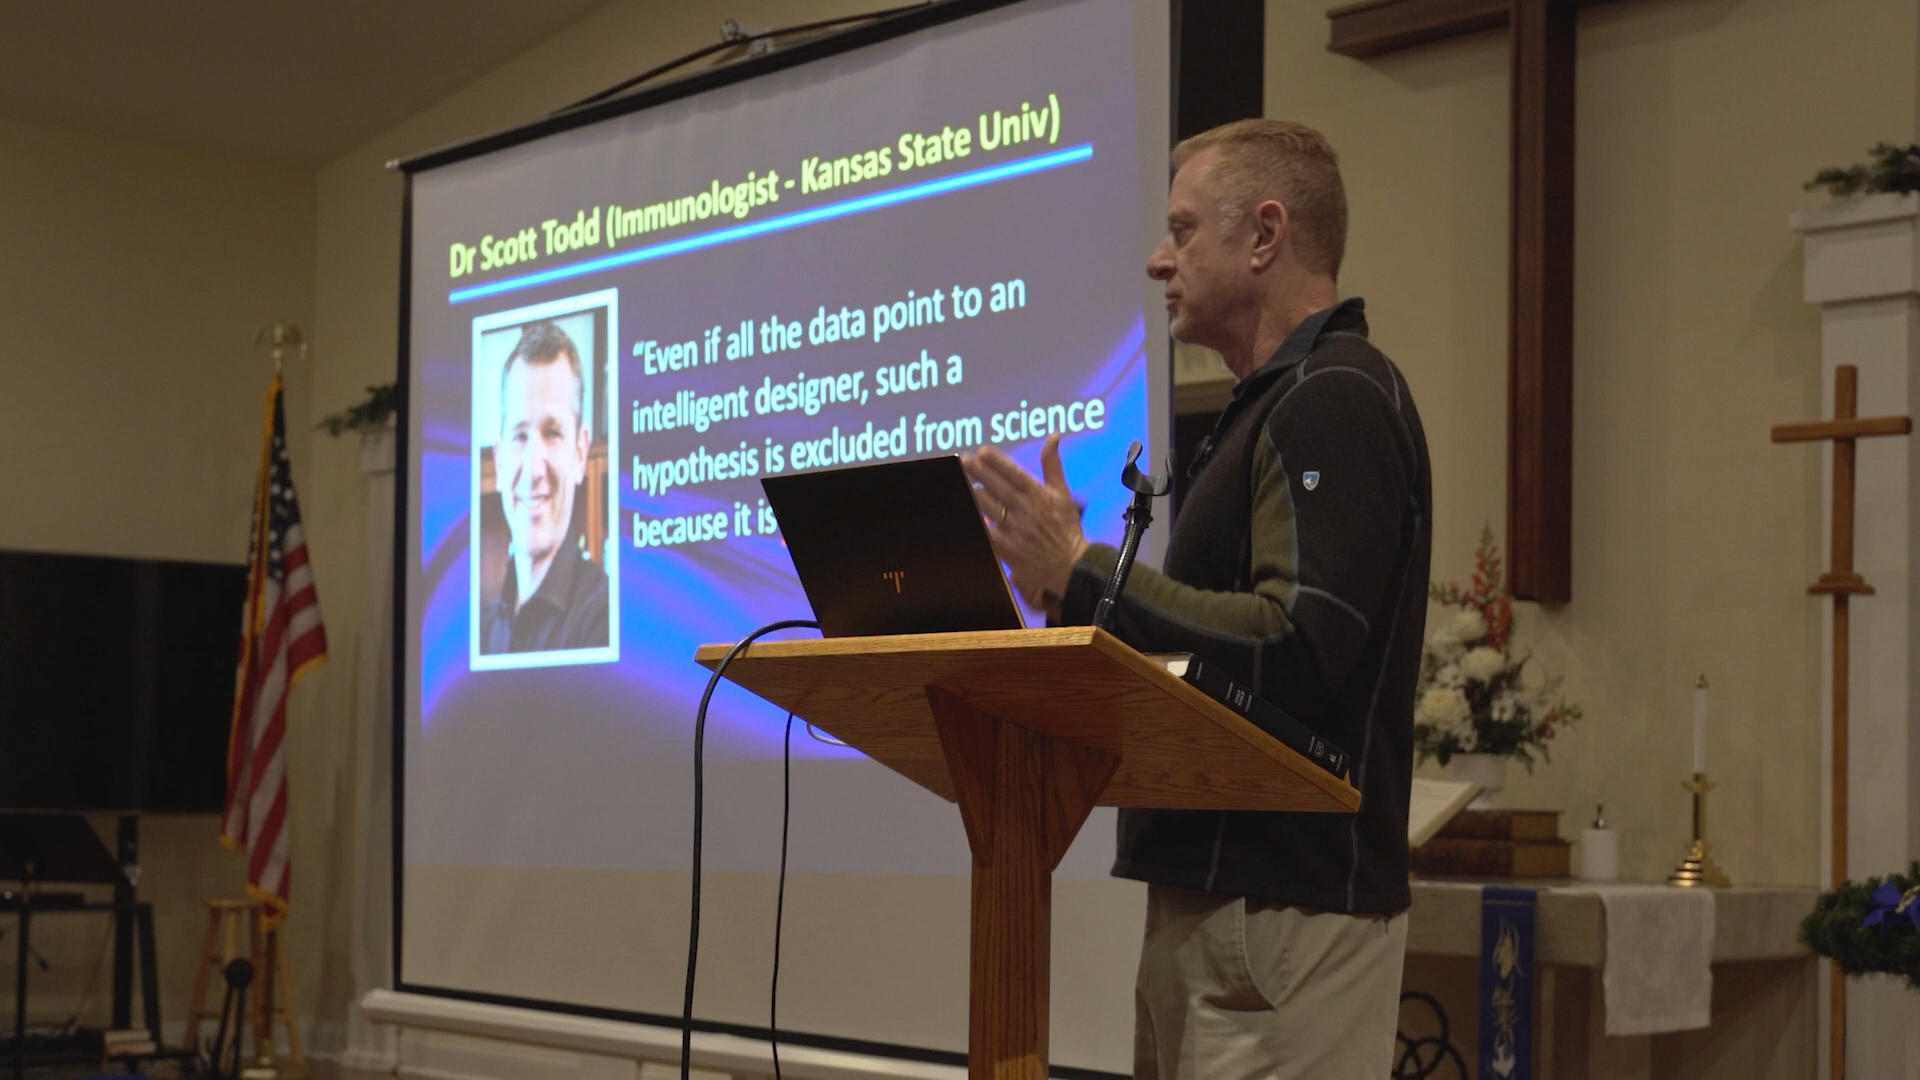 Dr Scott Todd (Immunologist - Kansas State Univ)
“Even if all the data point to an
intelligent designer, such a
hypothesis is excluded from science
because it is